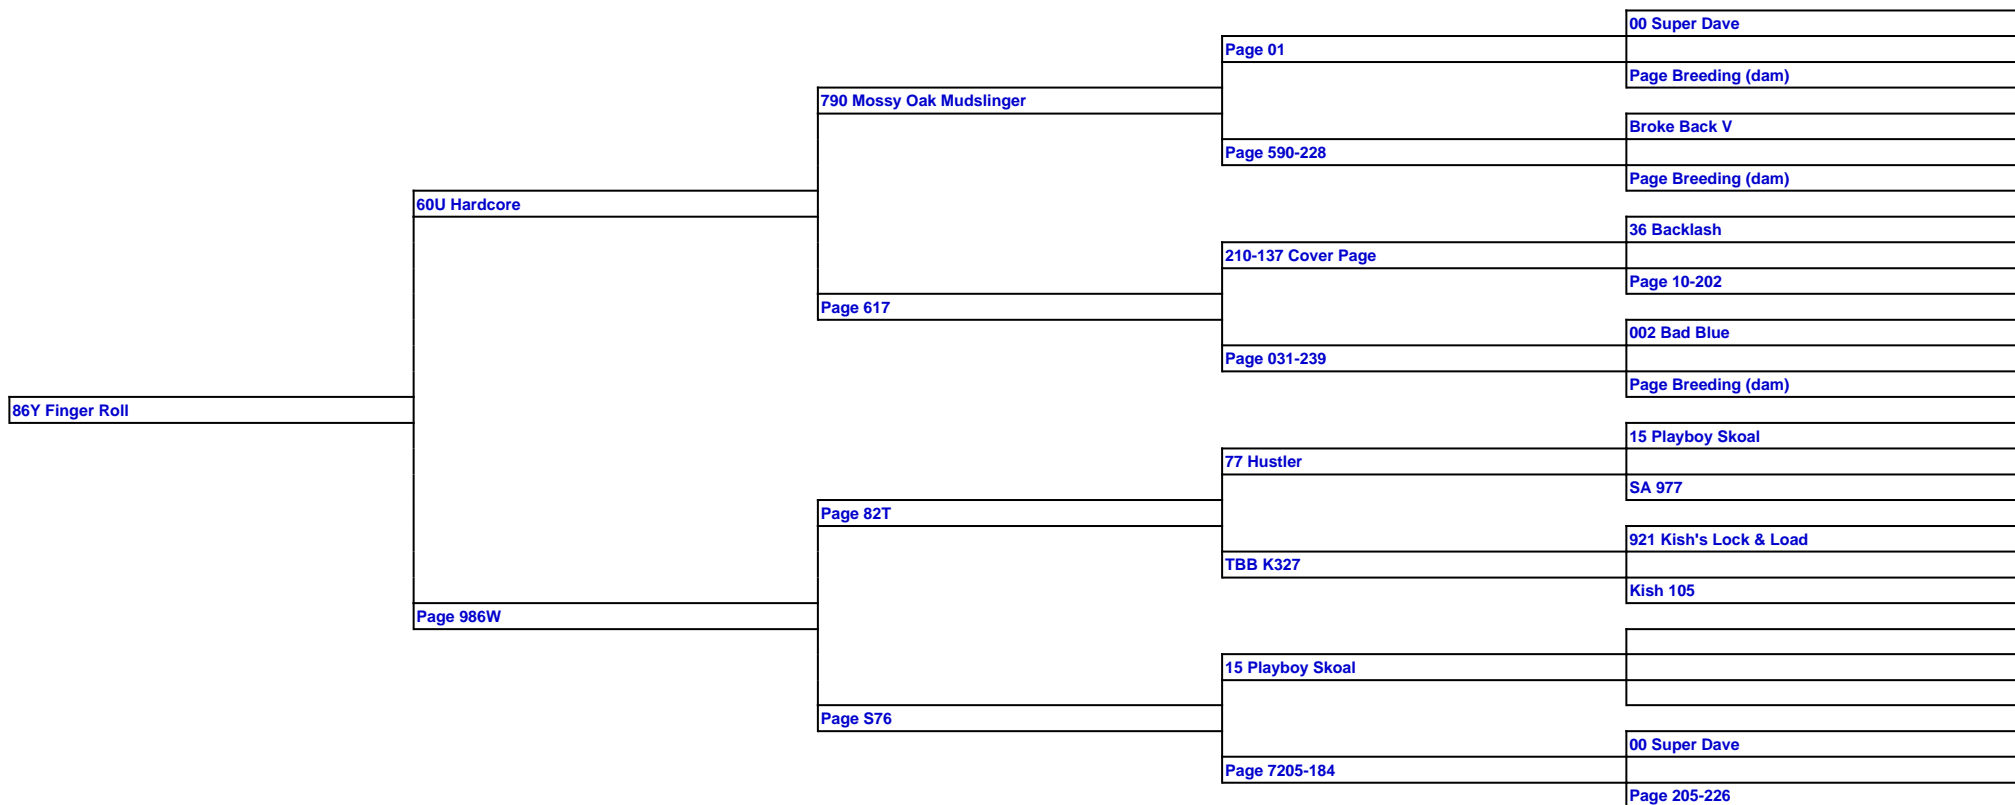 00 Super Dave
Page 01
Page Breeding (dam)
790 Mossy Oak Mudslinger
Broke Back V
Page 590-228
Page Breeding (dam)
60U Hardcore
36 Backlash
210-137 Cover Page
Page 10-202
Page 617
002 Bad Blue
Page 031-239
Page Breeding (dam)
86Y Finger Roll
15 Playboy Skoal
77 Hustler
SA 977
Page 82T
921 Kish's Lock & Load
TBB K327
Kish 105
Page 986W
15 Playboy Skoal
Page S76
00 Super Dave
Page 7205-184
Page 205-226